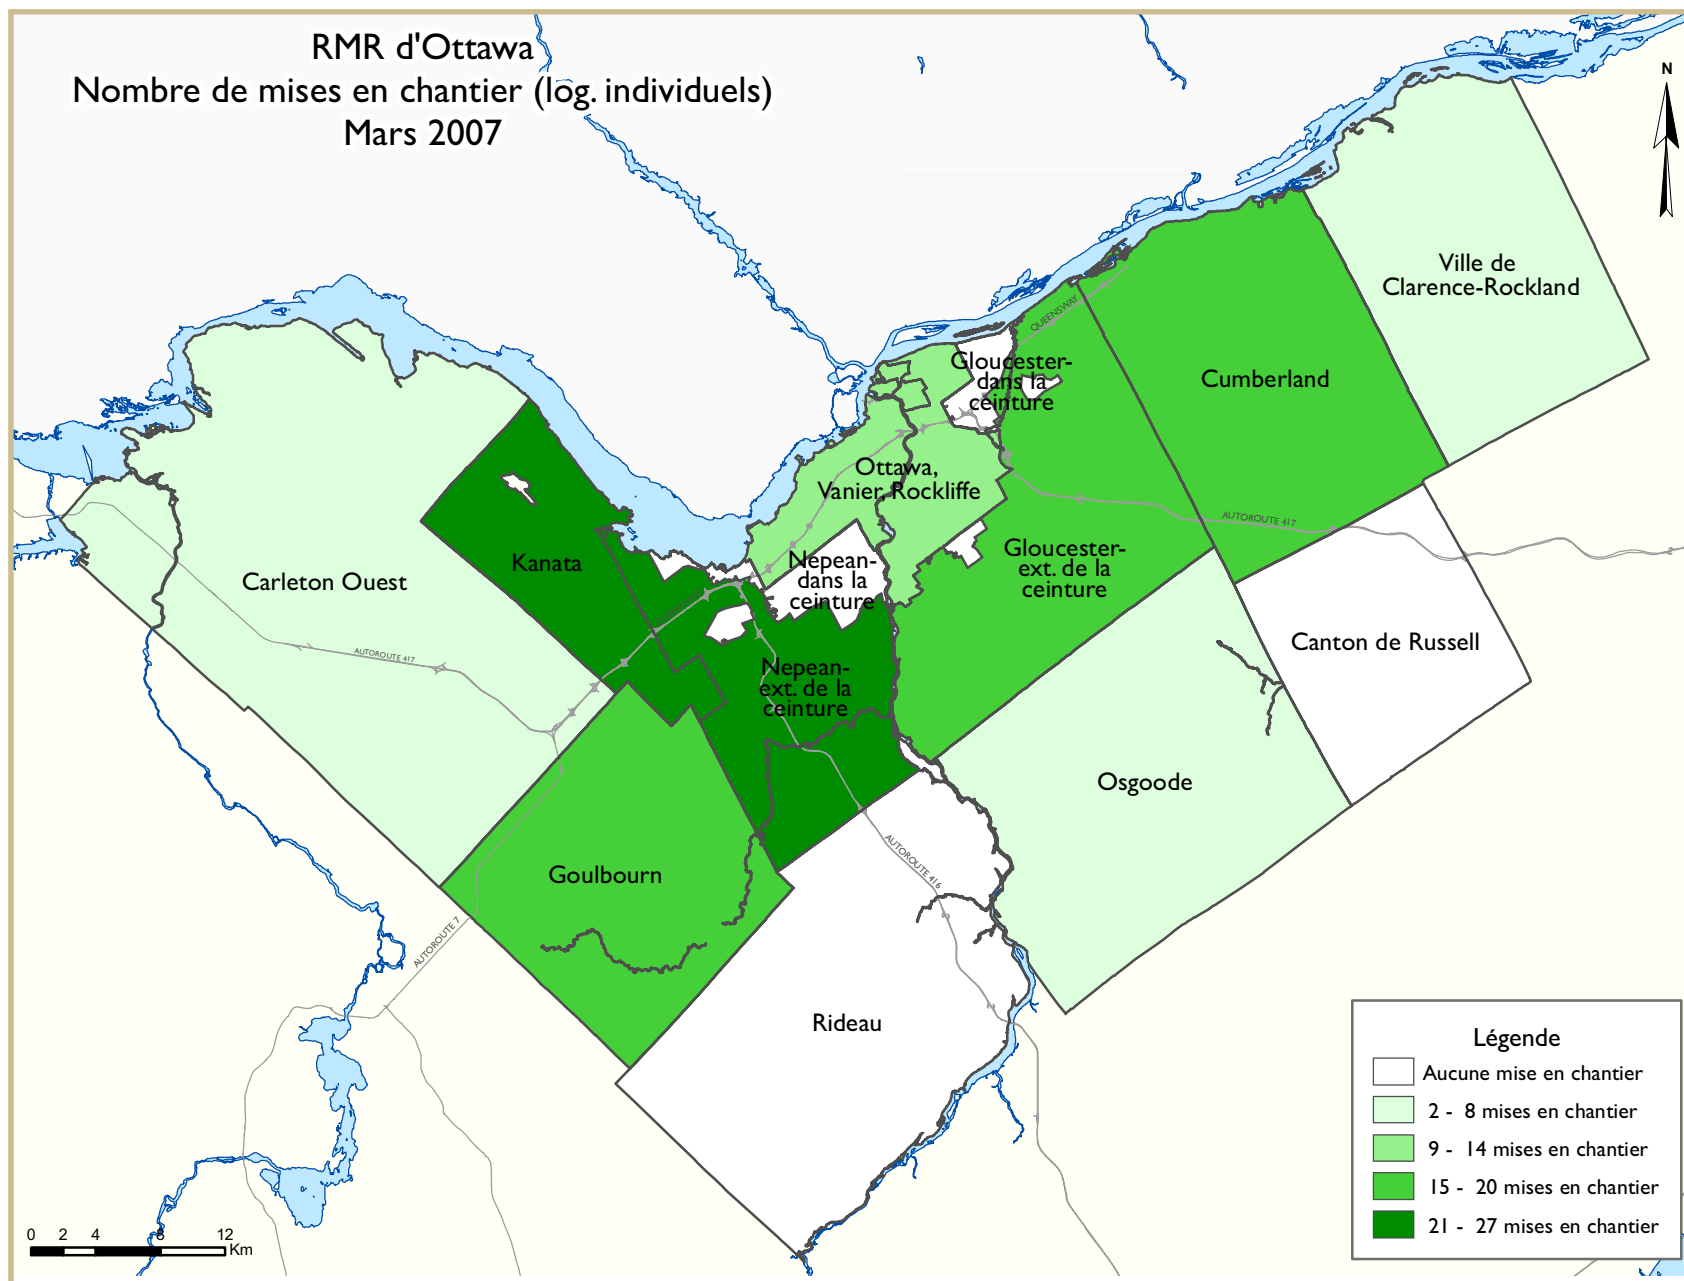 RMR d'Ottawa
Nombre de mises en chantier (log. individuels)
Mars 2007
N
Ville de
Clarence-Rockland
QUEENSWAY
Gloucester-
dans la
ceinture
Cumberland
Ottawa,
Vanier, Rockliffe
AUTOROUTE 417
Kanata
Nepean-
dans la
ceinture
Gloucester-
ext. de la
ceinture
Carleton Ouest
Canton de Russell
AUTOROUTE 417
Nepean-
ext. de la
ceinture
Osgoode
Goulbourn
AUTOROUTE 416
AUTOROUTE 7
Rideau
Légende
Aucune mise en chantier
2 - 8 mises en chantier
9 - 14 mises en chantier
15 - 20 mises en chantier
21 - 27 mises en chantier
0 2 4 8 12
Km